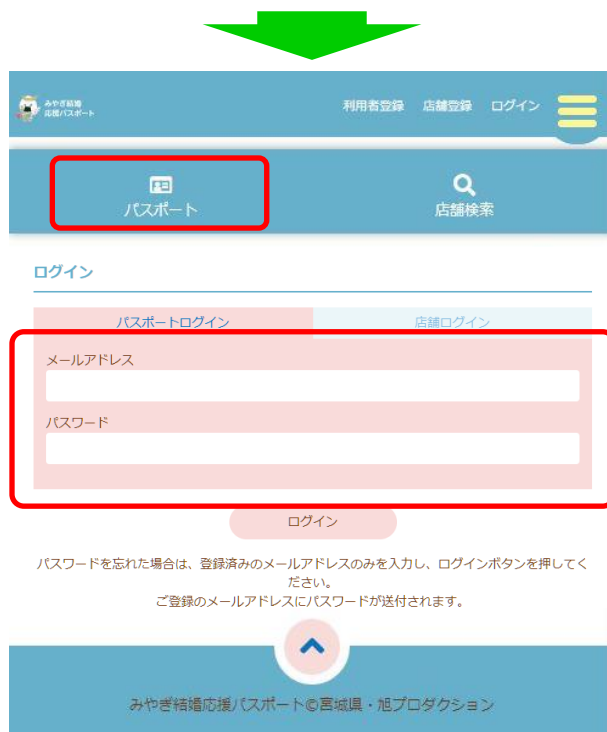 みやぎ結婚
応援パスポート
利用者登録 店舗登録 ログイン
パスポート
店舗検索
ログイン
パスポートログイン
店舗ログイン
メールアドレス
パスワード
ログイン
パスワードを忘れた場合は、登録済みのメールアドレスのみを入力し、ログインボタンを押してく
ださい。
ご登録のメールアドレスにパスワードが送付されます。
みやぎ結婚応援パスポート©宮城県・旭プロダクション